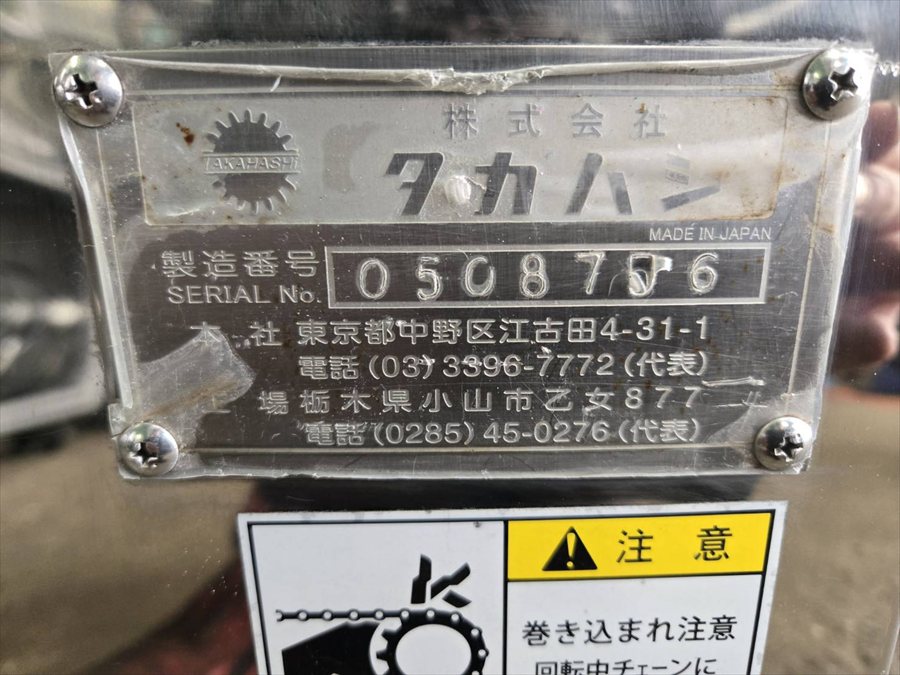 TAKAHASHI
株式会社
タカハシ
MADE IN JAPAN
製造番号
SERIAL No. 0508756
本社 東京都中野区江古田4-31-1
電話(03)3396-7772(代表)
場 栃木県小山市乙女877
電話(0285)45-0276(代表)
注意
巻き込まれ注意
回転中チェーンに